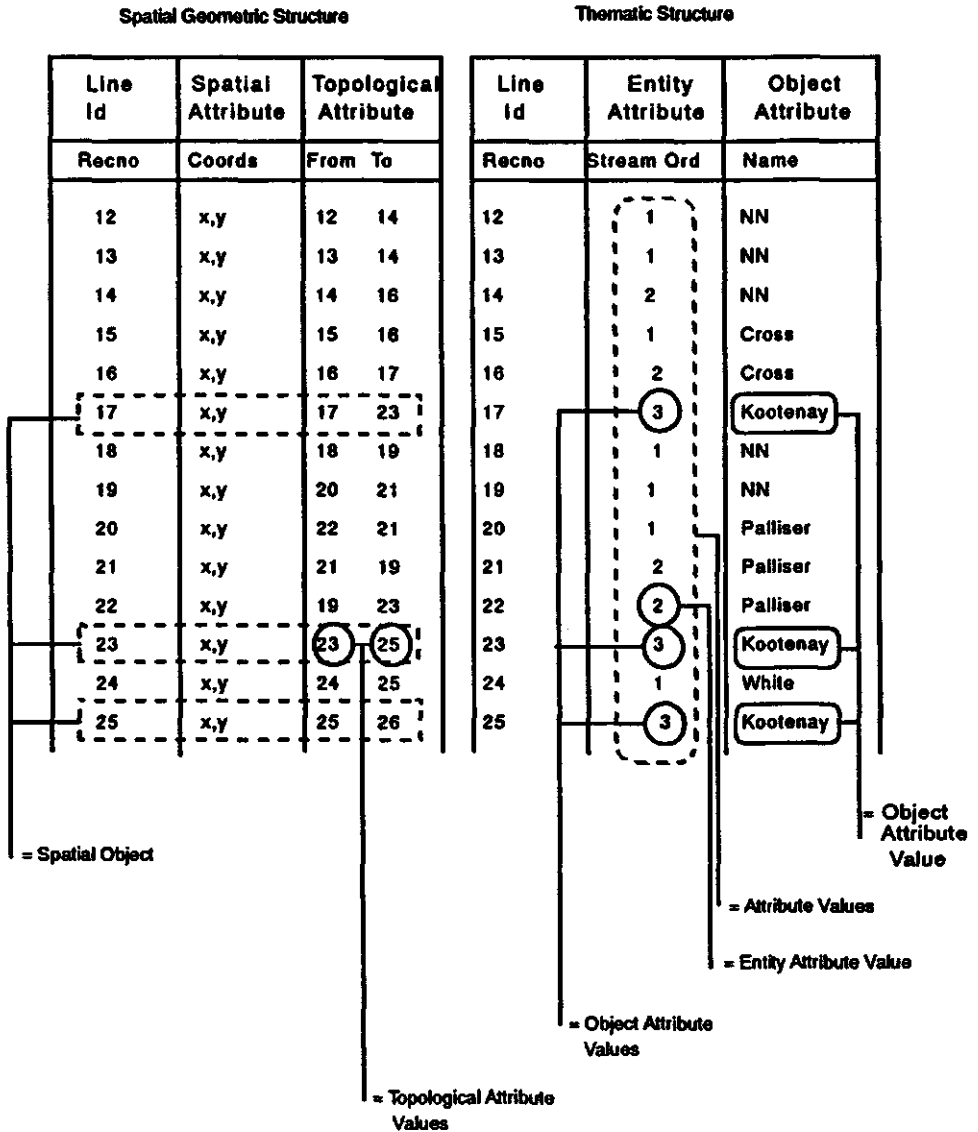 Spatial Geometric Structure
Thematic Structure
Line Id Spatial Attribute Topological Attribute Line Id Entity Attribute Object Attribute
Recno Coords From To Recno Stream Ord Name
12 x,y 12 14 12 1 NN
13 x,y 13 14 13 1 NN
14 x,y 14 16 14 2 NN
15 x,y 15 16 15 1 Cross
16 x,y 16 17 16 2 Cross
17 x,y 17 23 17 3 Kootenay
18 x,y 18 19 18 1 NN
19 x,y 20 21 19 1 NN
20 x,y 22 21 20 1 Palliser
21 x,y 21 19 21 2 Palliser
22 x,y 19 23 22 2 Palliser
23 x,y 23 25 23 3 Kootenay
24 x,y 24 25 24 1 White
25 x,y 25 26 25 3 Kootenay
= Object
Attribute
Value
= Spatial Object
= Attribute Values
= Entity Attribute Value
= Object Attribute
Values
= Topological Attribute
Values